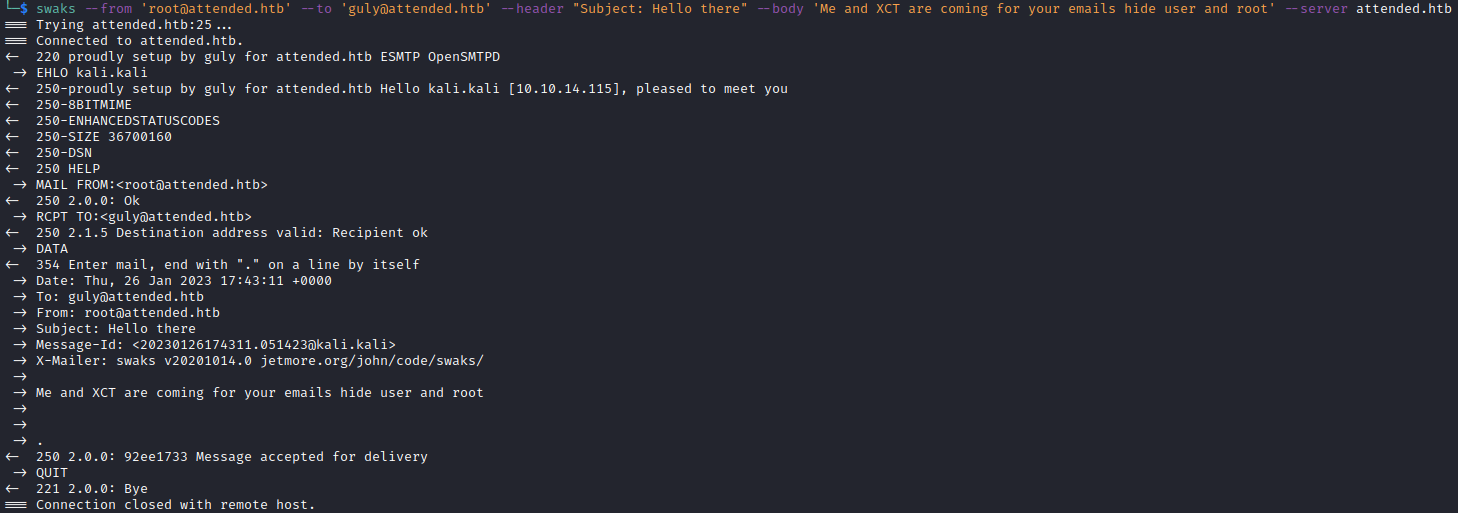 └─$ swaks --from 'root@attended.htb' --to 'guly@attended.htb' --header "Subject: Hello there" --body 'Me and XCT are coming for your emails hide user and root' --server attended.htb
=== Trying attended.htb:25...
=== Connected to attended.htb.
<-  220 proudly setup by guly for attended.htb ESMTP OpenSMTPD
 -> EHLO kali.kali
<-  250-proudly setup by guly for attended.htb Hello kali.kali [10.10.14.115], pleased to meet you
<-  250-8BITMIME
<-  250-ENHANCEDSTATUSCODES
<-  250-SIZE 36700160
<-  250-DSN
<-  250 HELP
 -> MAIL FROM:<root@attended.htb>
<-  250 2.0.0: Ok
 -> RCPT TO:<guly@attended.htb>
<-  250 2.1.5 Destination address valid: Recipient ok
 -> DATA
<-  354 Enter mail, end with "." on a line by itself
 -> Date: Thu, 26 Jan 2023 17:43:11 +0000
 -> To: guly@attended.htb
 -> From: root@attended.htb
 -> Subject: Hello there
 -> Message-Id: <20230126174311.051423@kali.kali>
 -> X-Mailer: swaks v20201014.0 jetmore.org/john/code/swaks/
 ->
 -> Me and XCT are coming for your emails hide user and root
 ->
 ->
 -> .
<-  250 2.0.0: 92ee1733 Message accepted for delivery
 -> QUIT
<-  221 2.0.0: Bye
=== Connection closed with remote host.